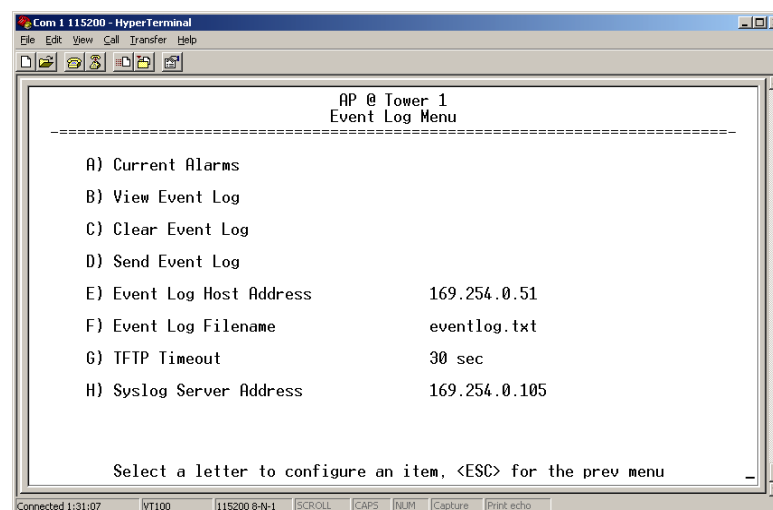 Com 1 115200 - HyperTerminal
File Edit View Call Transfer Help
AP @ Tower 1
Event Log Menu
-==========================================================================-
A) Current Alarms
B) View Event Log
C) Clear Event Log
D) Send Event Log
E) Event Log Host Address 169.254.0.51
F) Event Log Filename eventlog.txt
G) TFTP Timeout 30 sec
H) Syslog Server Address 169.254.0.105
Select a letter to configure an item, <ESC> for the prev menu _
Connected 1:31:07 VT100 115200 8-N-1 SCROLL CAPS NUM Capture Print echo